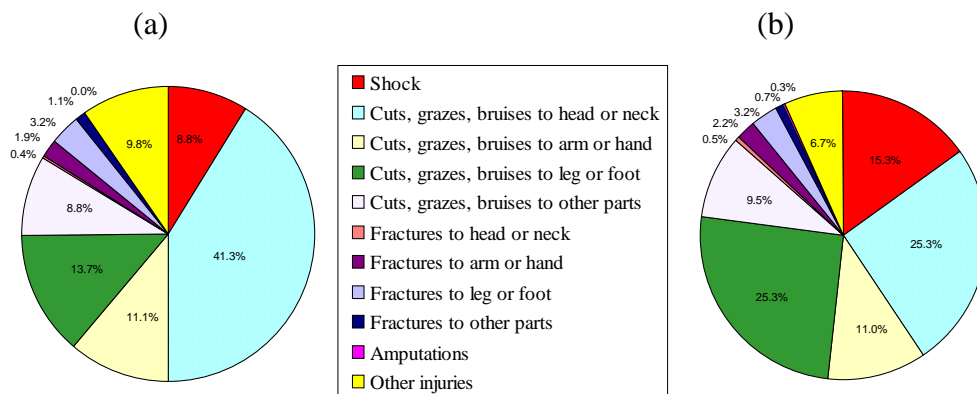 (a)
0.0%
1.1%
3.2%
1.9%
0.4%
8.8%
13.7%
11.1%
41.3%
8.8%
9.8%
Shock
Cuts, grazes, bruises to head or neck
Cuts, grazes, bruises to arm or hand
Cuts, grazes, bruises to leg or foot
Cuts, grazes, bruises to other parts
Fractures to head or neck
Fractures to arm or hand
Fractures to leg or foot
Fractures to other parts
Amputations
Other injuries
(b)
0.3%
0.7%
3.2%
2.2%
0.5%
9.5%
25.3%
11.0%
25.3%
15.3%
6.7%